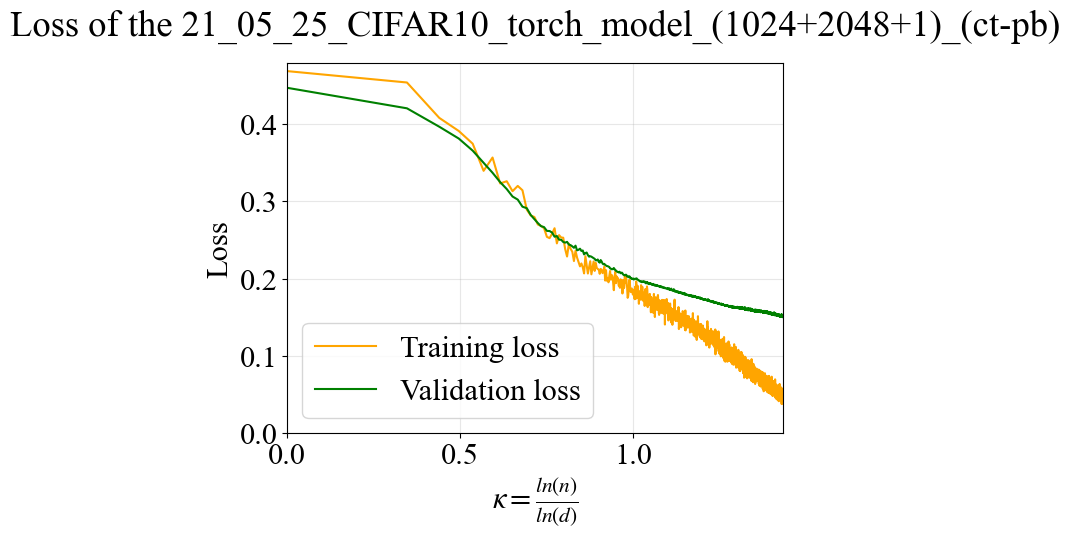 Loss of the 21_05_25_CIFAR10_torch_model_(1024+2048+1)_(ct-pb)
0.4
0.3
0.2
0.1
0.0
Loss
Training loss
Validation loss
0.0 0.5 1.0
κ = ln(n)/ln(d)